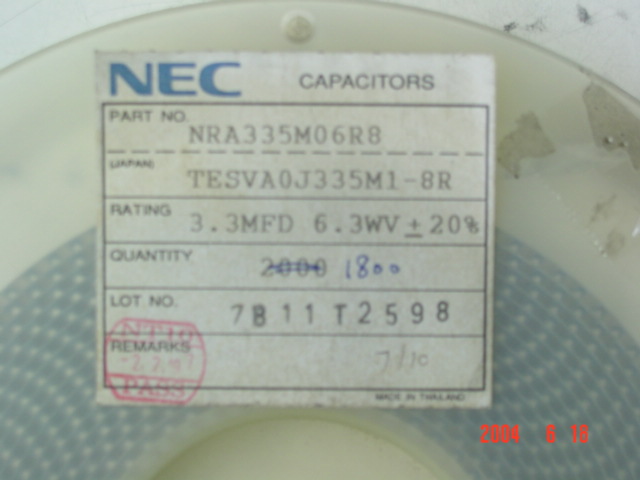 NEC CAPACITORS
PART NO.
NRA335M06R8
(JAPAN)
TESVA0J335M1-8R
RATING 3.3MFD 6.3WV ±20%
QUANTITY 2000 1800
LOT NO. 7B11T2598
REMARKS 7/10
PASS
MADE IN THAILAND
2004 6 18